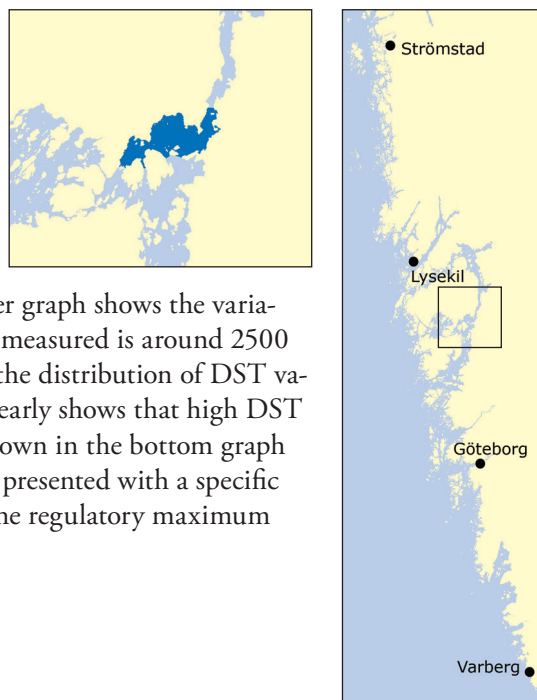 er graph shows the varia-
measured is around 2500
the distribution of DST va-
early shows that high DST
own in the bottom graph
presented with a specific
ne regulatory maximum
Strömstad
Lysekil
Göteborg
Varberg